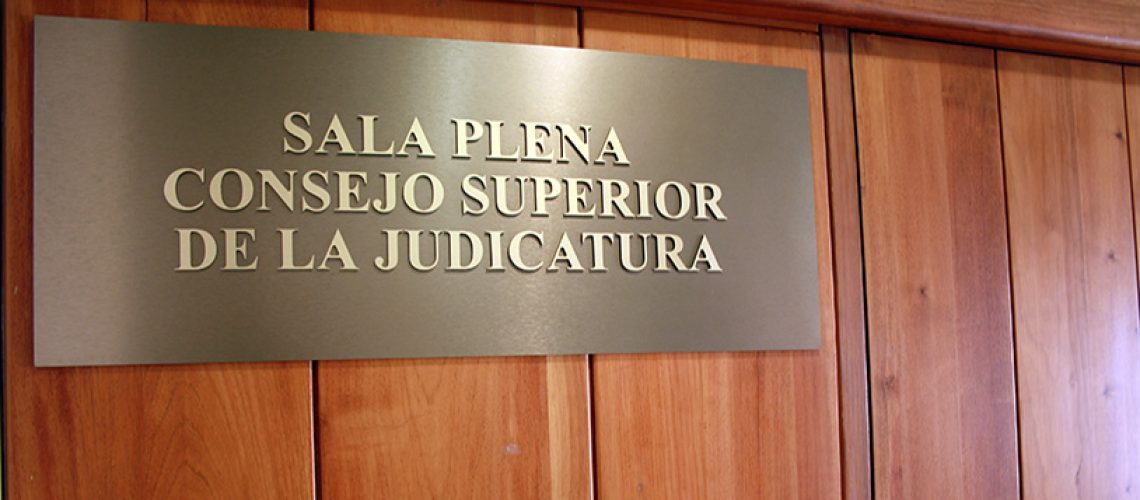 SALA PLENA
CONSEJO SUPERIOR
DE LA JUDICATURA